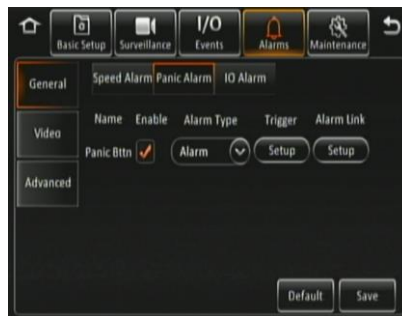 I/O
Basic Setup Surveillance Events Alarms Maintenance
General Speed Alarm Panic Alarm IO Alarm
Name Enable Alarm Type Trigger Alarm Link
Video
Panic Bttn Alarm Setup Setup
Advanced
Default Save